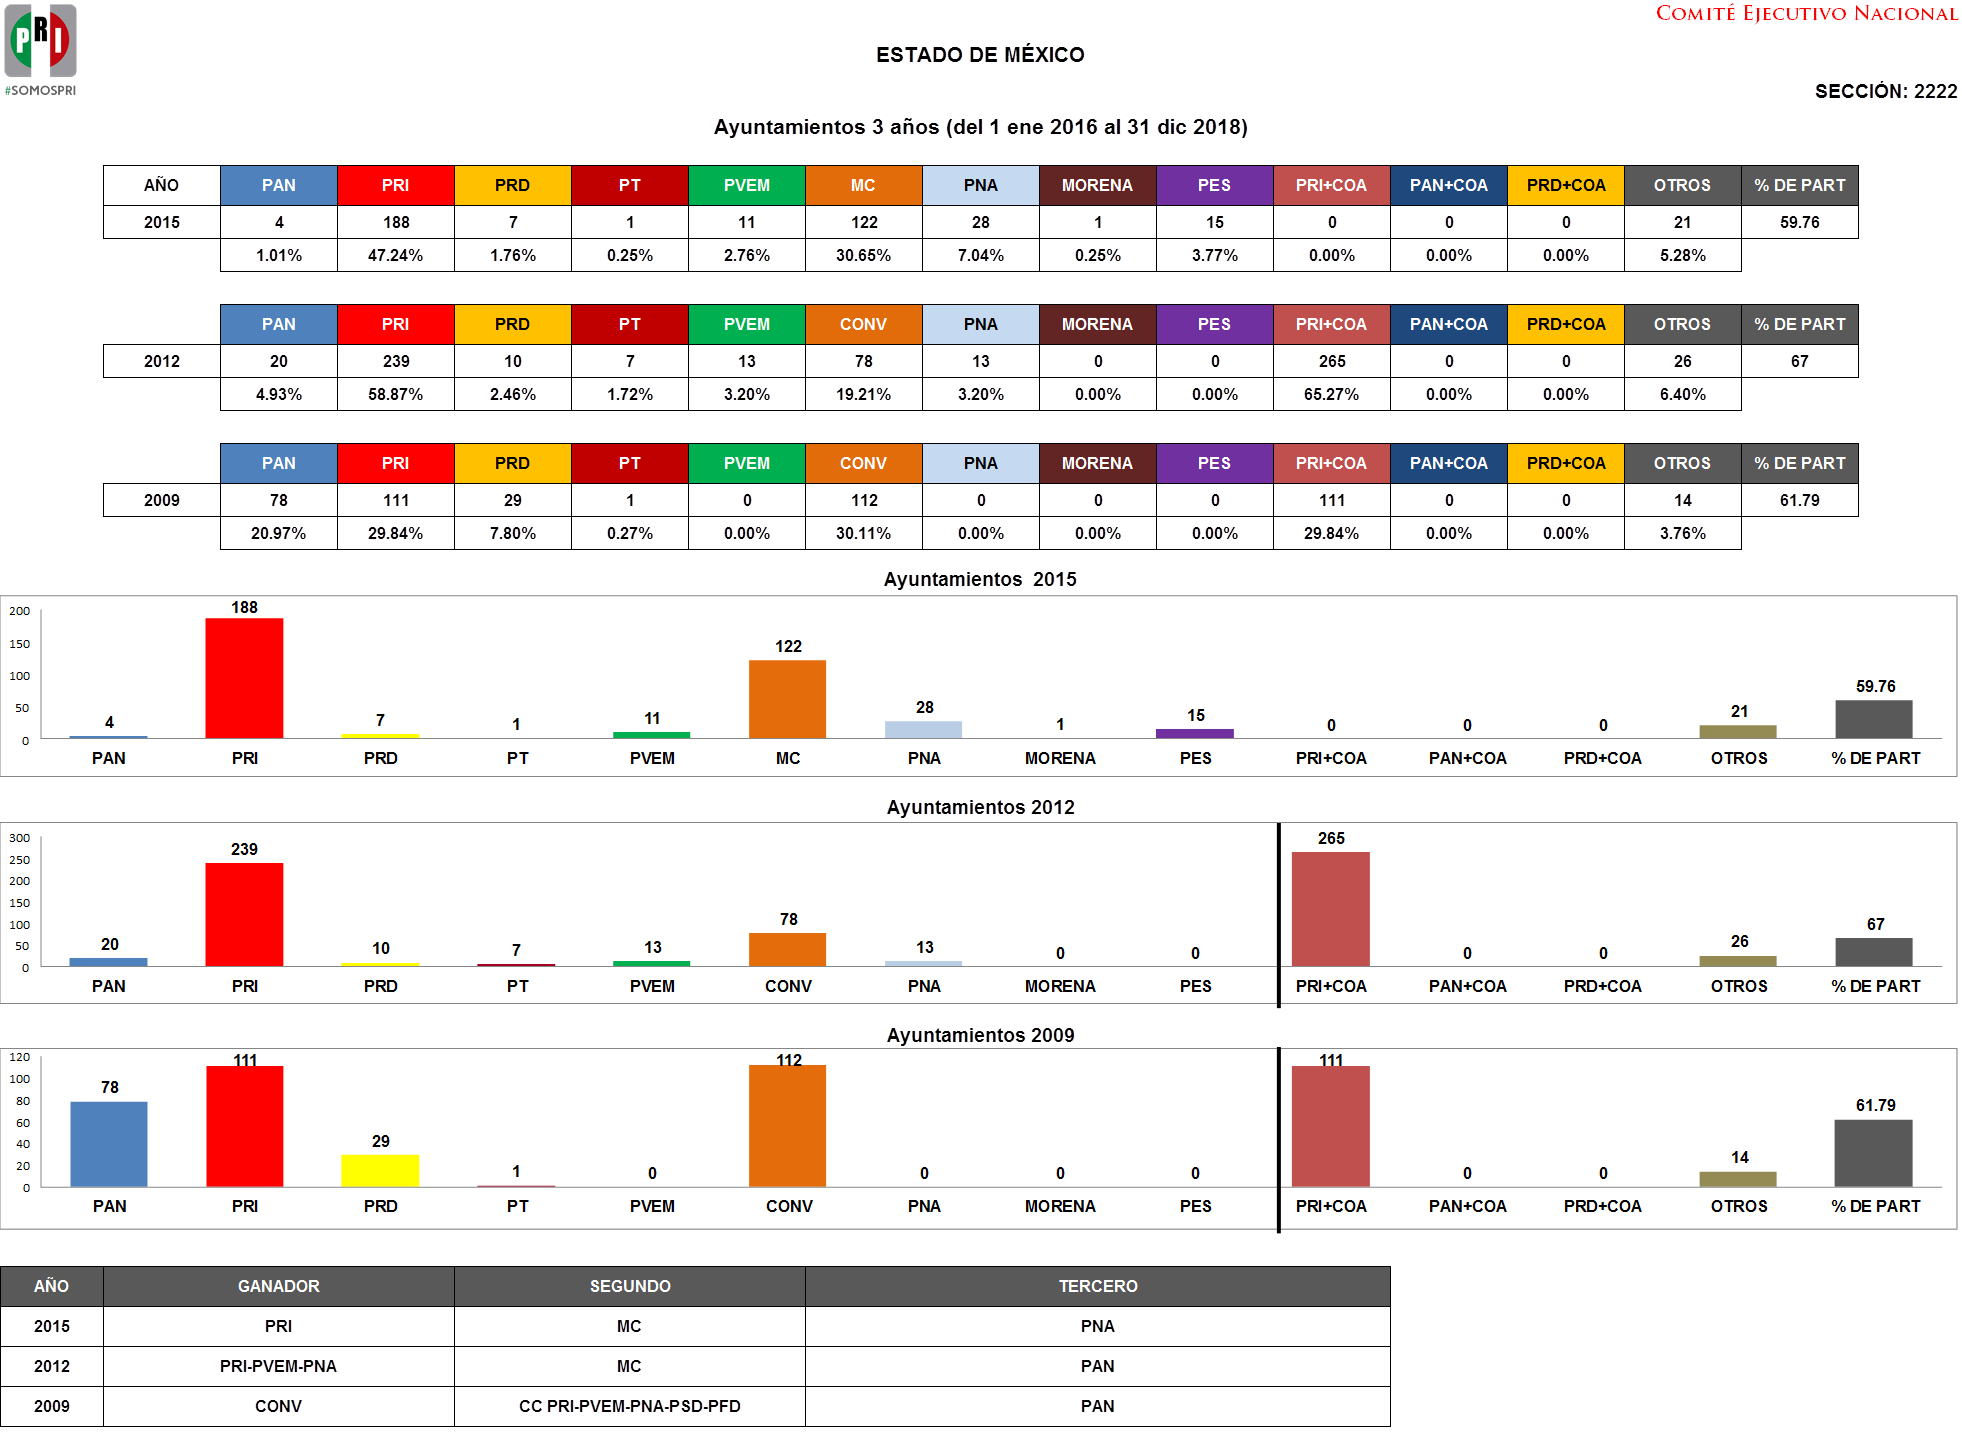 PRI
#SOMOSPRI
COMITÉ EJECUTIVO NACIONAL
ESTADO DE MÉXICO
SECCIÓN: 2222
Ayuntamientos 3 años (del 1 ene 2016 al 31 dic 2018)
AÑO PAN PRI PRD PT PVEM MC PNA MORENA PES PRI+COA PAN+COA PRD+COA OTROS % DE PART
2015 4 188 7 1 11 122 28 1 15 0 0 0 21 59.76
1.01% 47.24% 1.76% 0.25% 2.76% 30.65% 7.04% 0.25% 3.77% 0.00% 0.00% 0.00% 5.28%
PAN PRI PRD PT PVEM CONV PNA MORENA PES PRI+COA PAN+COA PRD+COA OTROS % DE PART
2012 20 239 10 7 13 78 13 0 0 265 0 0 26 67
4.93% 58.87% 2.46% 1.72% 3.20% 19.21% 3.20% 0.00% 0.00% 65.27% 0.00% 0.00% 6.40%
PAN PRI PRD PT PVEM CONV PNA MORENA PES PRI+COA PAN+COA PRD+COA OTROS % DE PART
2009 78 111 29 1 0 112 0 0 0 111 0 0 14 61.79
20.97% 29.84% 7.80% 0.27% 0.00% 30.11% 0.00% 0.00% 0.00% 29.84% 0.00% 0.00% 3.76%
Ayuntamientos 2015
200
150
100
50
0
4 188 7 1 11 122 28 1 15 0 0 0 21 59.76
PAN PRI PRD PT PVEM MC PNA MORENA PES PRI+COA PAN+COA PRD+COA OTROS % DE PART
Ayuntamientos 2012
300
250
200
150
100
50
0
20 239 10 7 13 78 13 0 0 265 0 0 26 67
PAN PRI PRD PT PVEM CONV PNA MORENA PES PRI+COA PAN+COA PRD+COA OTROS % DE PART
Ayuntamientos 2009
120
100
80
60
40
20
0
78 111 29 1 0 112 0 0 0 111 0 0 14 61.79
PAN PRI PRD PT PVEM CONV PNA MORENA PES PRI+COA PAN+COA PRD+COA OTROS % DE PART
AÑO GANADOR SEGUNDO TERCERO
2015 PRI MC PNA
2012 PRI-PVEM-PNA MC PAN
2009 CONV CC PRI-PVEM-PNA-PSD-PFD PAN